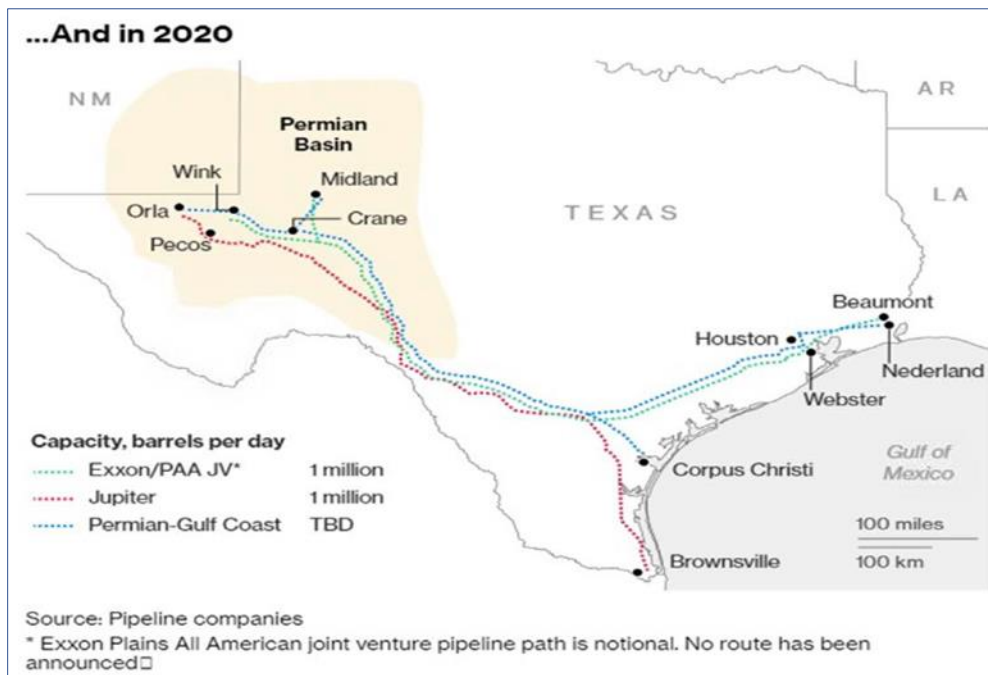 ...And in 2020
NM
AR
Permian
Basin
Wink
Midland
LA
Orla
Crane
TEXAS
Pecos
Beaumont
Houston
Nederland
Webster
Capacity, barrels per day
Exxon/PAA JV* 1 million
Jupiter 1 million
Permian-Gulf Coast TBD
Corpus Christi
Gulf of
Mexico
100 miles
100 km
Brownsville
Source: Pipeline companies
* Exxon Plains All American joint venture pipeline path is notional. No route has been
announced□